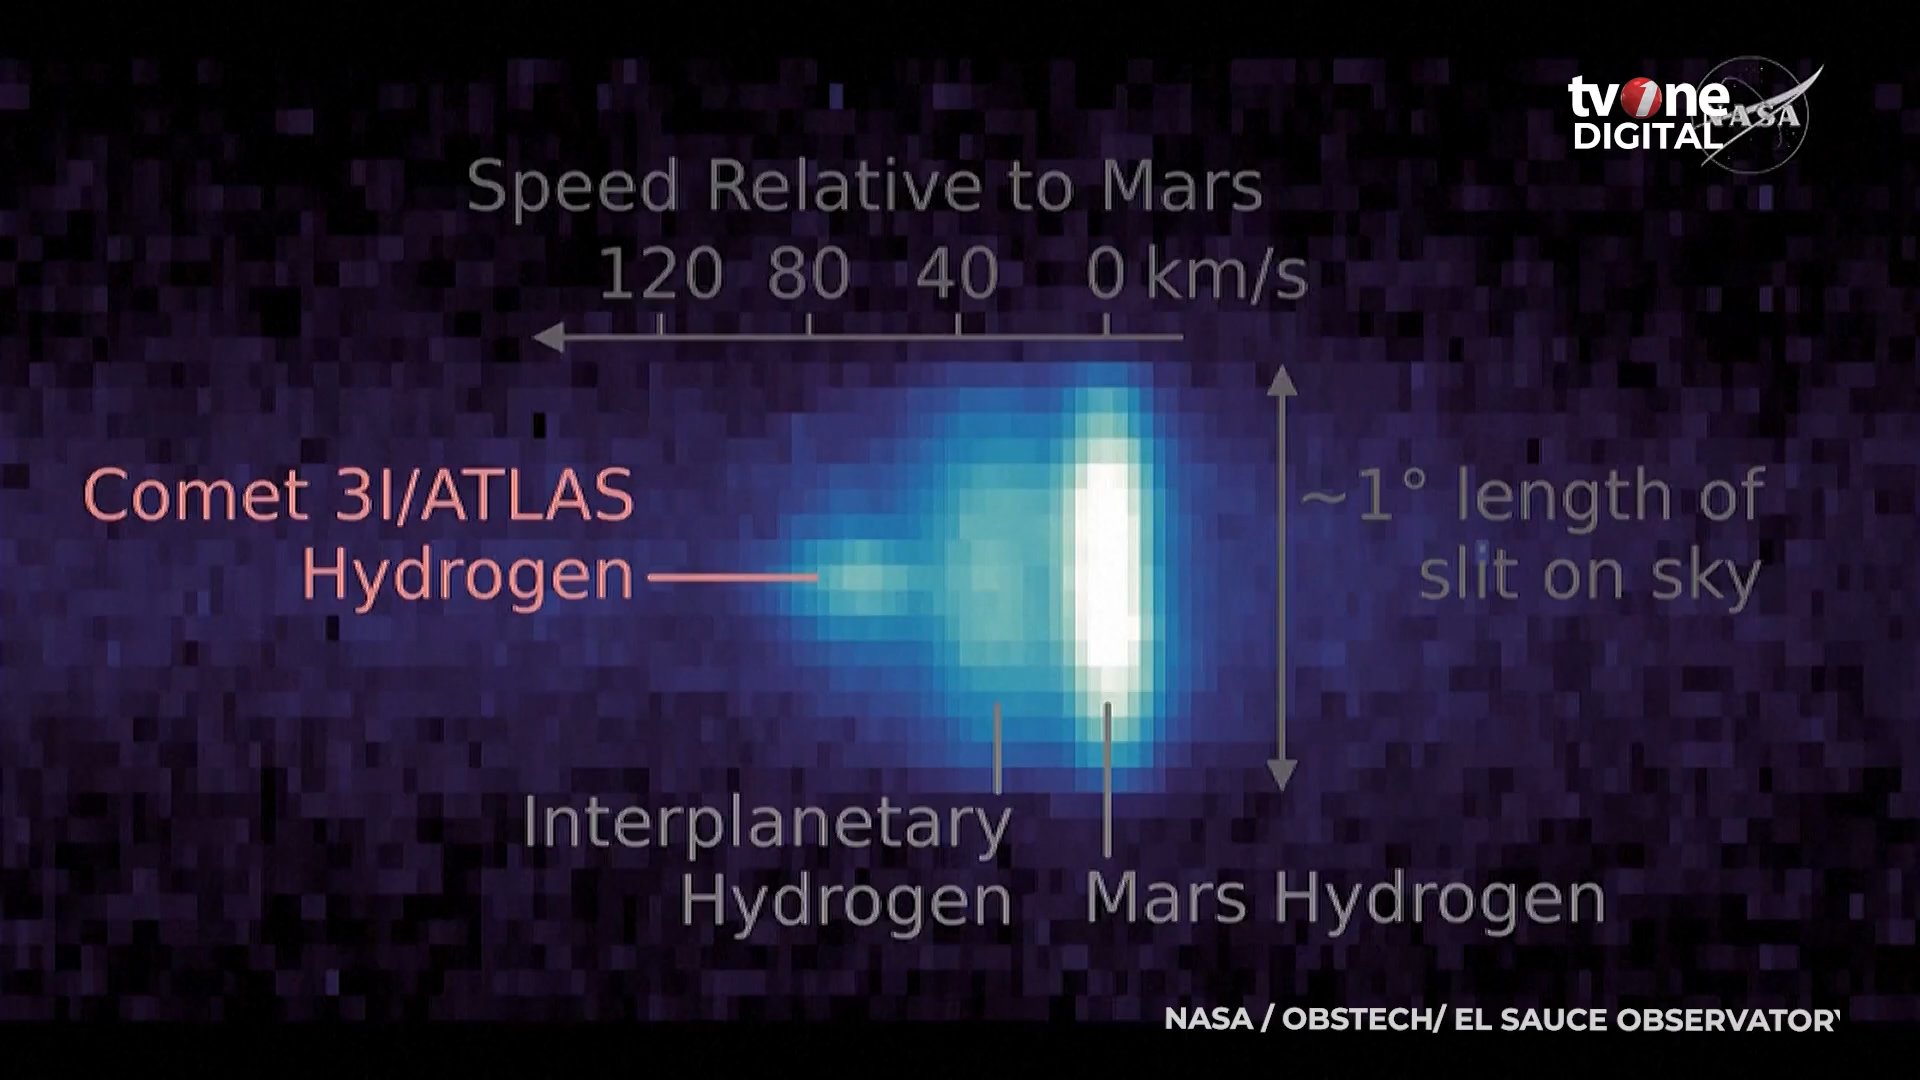 tvOne
DIGITAL
NASA
Speed Relative to Mars
120 80 40 0 km/s
Comet 3I/ATLAS
Hydrogen
~1° length of
slit on sky
Interplanetary
Hydrogen
Mars Hydrogen
NASA / OBSTECH/ EL SAUCE OBSERVATORY